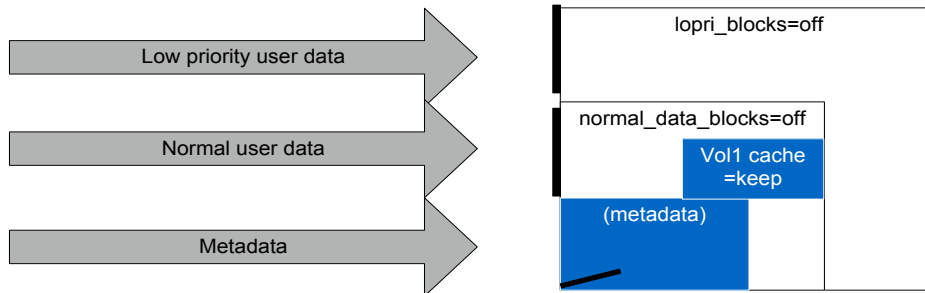 Low priority user data
lopri_blocks=off
Normal user data
normal_data_blocks=off
Vol1 cache
=keep
(metadata)
Metadata